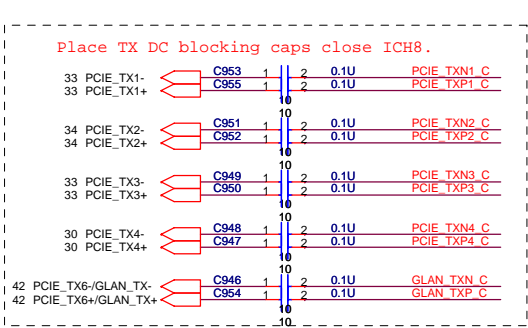 Place TX DC blocking caps close ICH8.
33 PCIE_TX1- C953 1 2 0.1U PCIE_TXN1_C
33 PCIE_TX1+ C955 1 2 0.1U PCIE_TXP1_C
10
10
34 PCIE_TX2- C951 1 2 0.1U PCIE_TXN2_C
34 PCIE_TX2+ C952 1 2 0.1U PCIE_TXP2_C
10
10
33 PCIE_TX3- C949 1 2 0.1U PCIE_TXN3_C
33 PCIE_TX3+ C950 1 2 0.1U PCIE_TXP3_C
10
10
30 PCIE_TX4- C948 1 2 0.1U PCIE_TXN4_C
30 PCIE_TX4+ C947 1 2 0.1U PCIE_TXP4_C
10
10
42 PCIE_TX6-/GLAN_TX- C946 1 2 0.1U GLAN_TXN_C
42 PCIE_TX6+/GLAN_TX+ C954 1 2 0.1U GLAN_TXP_C
10
10